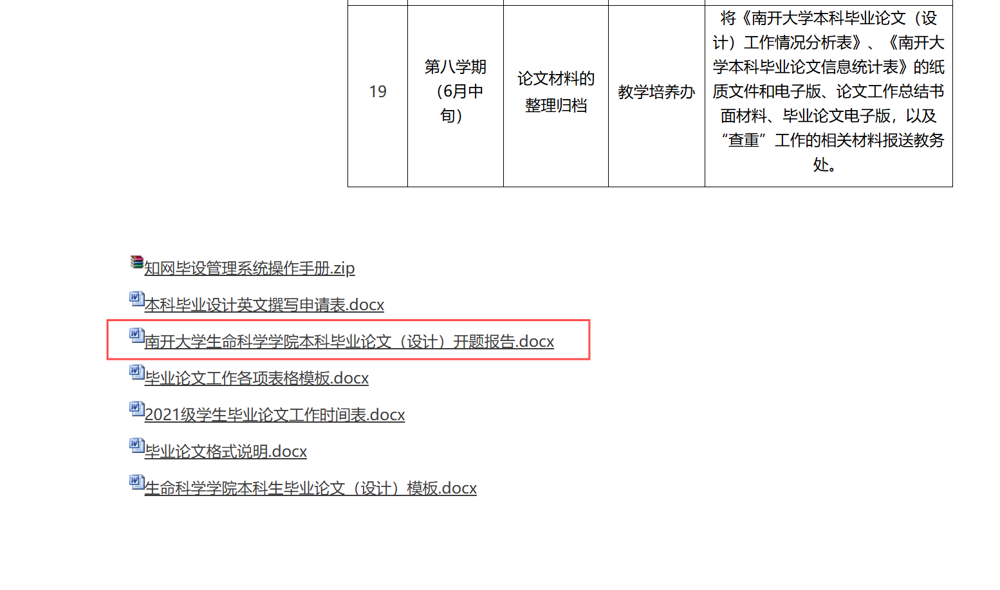 19
第八学期
（6月中
旬）
论文材料的
整理归档
教学培养办
将《南开大学本科毕业论文（设
计）工作情况分析表》、《南开大
学本科毕业论文信息统计表》的纸
质文件和电子版、论文工作总结书
面材料、毕业论文电子版，以及
“查重”工作的相关材料报送教务
处。
知网毕设管理系统操作手册.zip
本科毕业设计英文撰写申请表.docx
南开大学生命科学学院本科毕业论文（设计）开题报告.docx
毕业论文工作各项表格模板.docx
2021级学生毕业论文工作时间表.docx
毕业论文格式说明.docx
生命科学学院本科生毕业论文（设计）模板.docx